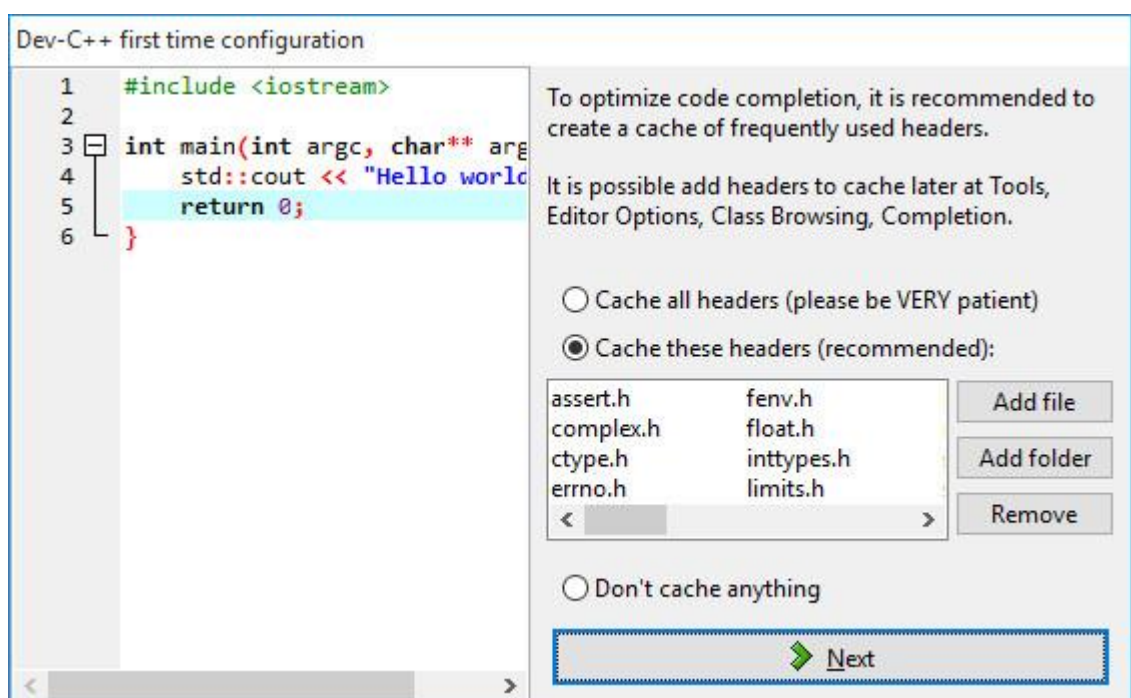 Dev-C++ first time configuration
1 #include <iostream>
2
3 int main(int argc, char** arg
4 std::cout << "Hello world
5 return 0;
6 }
To optimize code completion, it is recommended to
create a cache of frequently used headers.
It is possible add headers to cache later at Tools,
Editor Options, Class Browsing, Completion.
Cache all headers (please be VERY patient)
Cache these headers (recommended):
assert.h fenv.h
complex.h float.h
ctype.h inttypes.h
errno.h limits.h
Add file
Add folder
Remove
Don't cache anything
Next